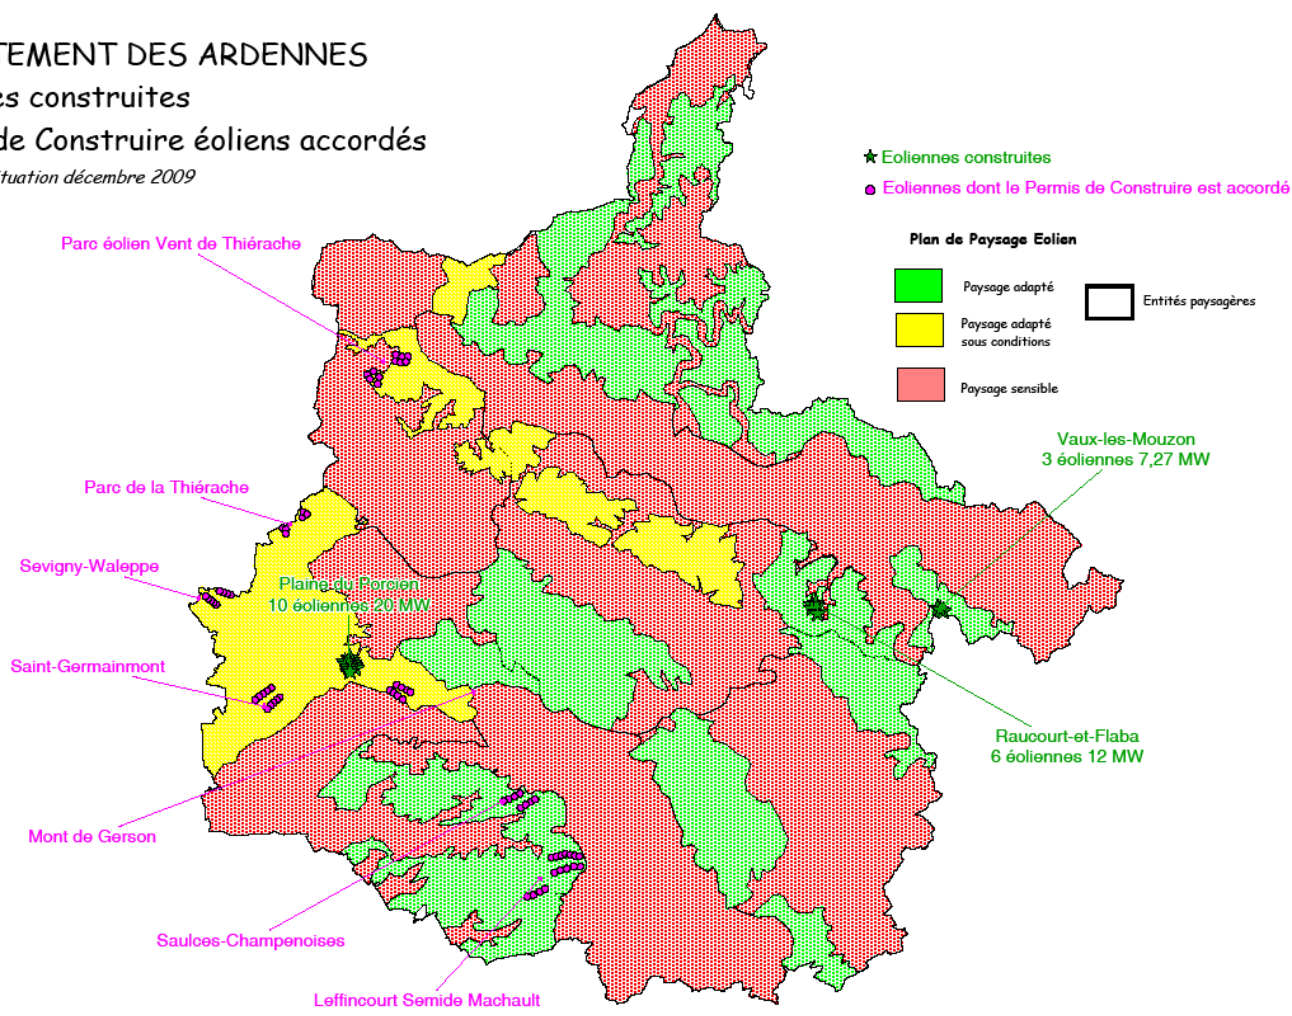 TEMENT DES ARDENNES
es construites
de Construire éoliens accordés
tuation décembre 2009
Eoliennes construites
Eoliennes dont le Permis de Construire est accordé
Plan de Paysage Eolien
Paysage adapté
Entités paysagères
Paysage adapté
sous conditions
Paysage sensible
Parc éolien Vent de Thiérache
Vaux-les-Mouzon
3 éoliennes 7,27 MW
Parc de la Thiérache
Sevigny-Waleppe
Plaine du Porcien
10 éoliennes 20 MW
Saint-Germainmont
Raucourt-et-Flaba
6 éoliennes 12 MW
Mont de Gerson
Saulces-Champenoises
Leffincourt Semide Machault